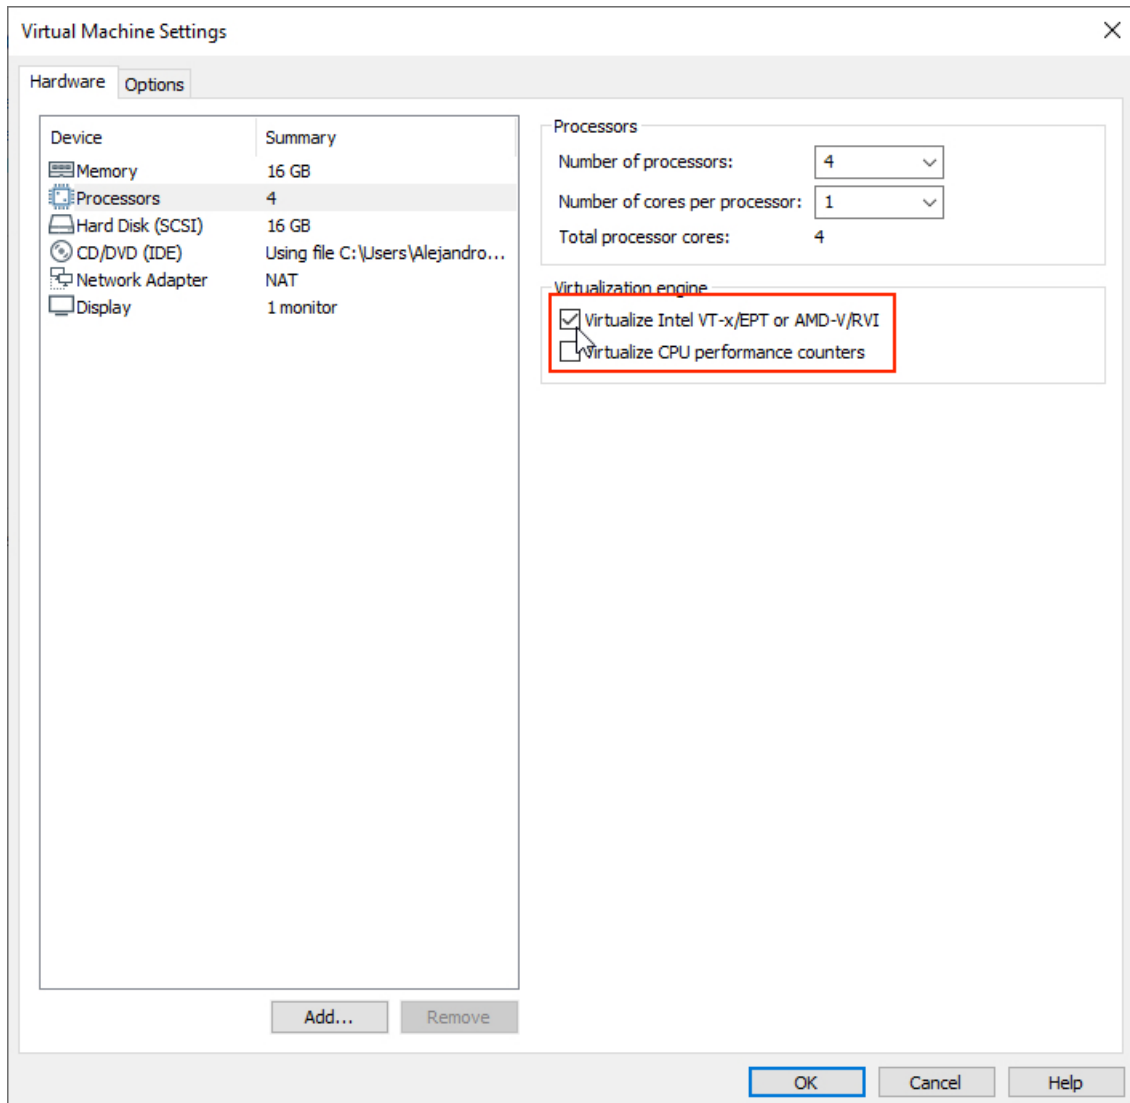 Virtual Machine Settings
Hardware Options
Device Summary
Memory 16 GB
Processors 4
Hard Disk (SCSI) 16 GB
CD/DVD (IDE) Using file C:\Users\Alejandro...
Network Adapter NAT
Display 1 monitor
Add... Remove
Processors
Number of processors: 4
Number of cores per processor: 1
Total processor cores: 4
Virtualization engine
Virtualize Intel VT-x/EPT or AMD-V/RVI
Virtualize CPU performance counters
OK Cancel Help